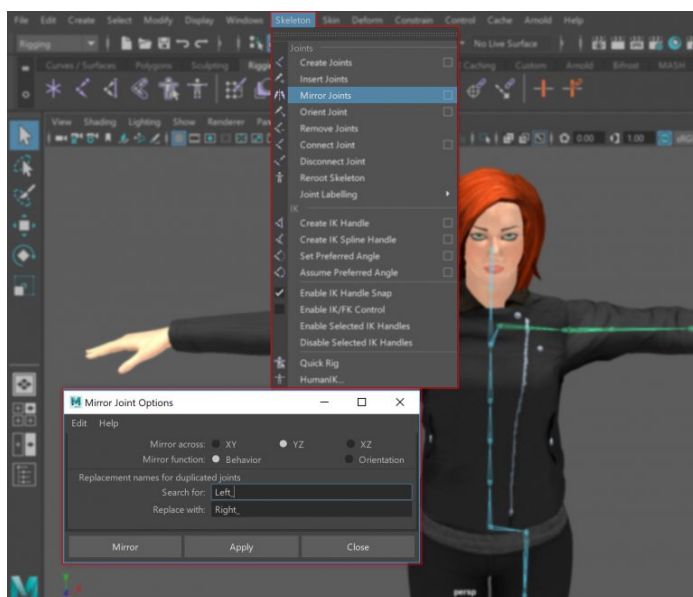 File Edit Create Select Modify Display Windows Skeleton Skin Deform Constrain Control Cache Arnold Help
Rigging No Live Surface
Curves / Surfaces Polygons Sculpting Caching Custom Arnold Bifrost MASH
Joints
Create Joints
Insert Joints
Mirror Joints
Orient Joint
Remove Joints
Connect Joint
Disconnect Joint
Reroot Skeleton
Joint Labelling
IK
Create IK Handle
Create IK Spline Handle
Set Preferred Angle
Assume Preferred Angle
Enable IK Handle Snap
Enable IK/FK Control
Enable Selected IK Handles
Disable Selected IK Handles
Quick Rig
HumanIK...
View Shading Lighting Show Renderer
0.00 1.00
Mirror Joint Options
Edit Help
Mirror across: XY YZ XZ
Mirror function: Behavior Orientation
Replacement names for duplicated joints
Search for: Left_
Replace with: Right_
Mirror Apply Close
persp